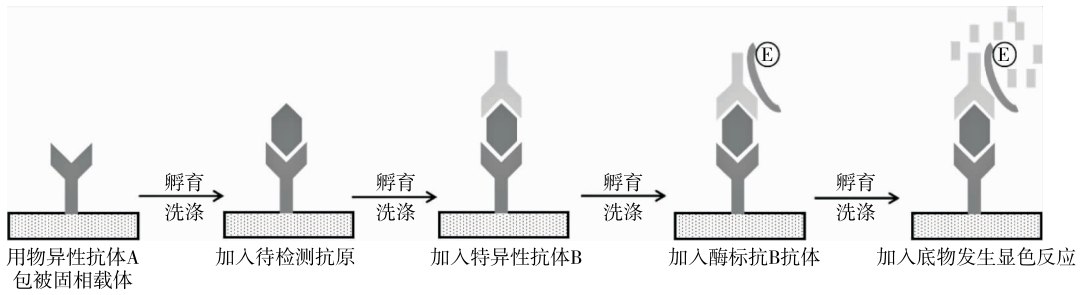 E
E
孵育
洗涤
孵育
洗涤
孵育
洗涤
孵育
洗涤
用物异性抗体A
包被固相载体
加入待检测抗原
加入特异性抗体B
加入酶标抗B抗体
加入底物发生显色反应